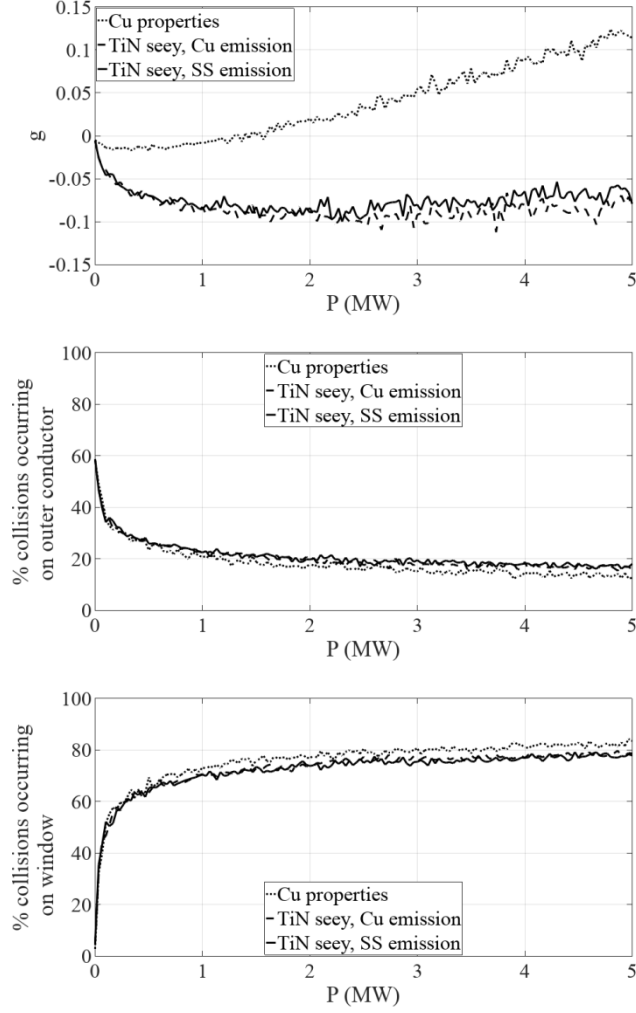 0.15
0.1
0.05
0
-0.05
-0.1
-0.15
g
Cu properties
TiN seey, Cu emission
TiN seey, SS emission
0 1 2 3 4 5
P (MW)
100
80
60
40
20
0
% collisions occurring
on outer conductor
Cu properties
TiN seey, Cu emission
TiN seey, SS emission
0 1 2 3 4 5
P (MW)
100
80
60
40
20
0
% collisions occurring
on window
Cu properties
TiN seey, Cu emission
TiN seey, SS emission
0 1 2 3 4 5
P (MW)